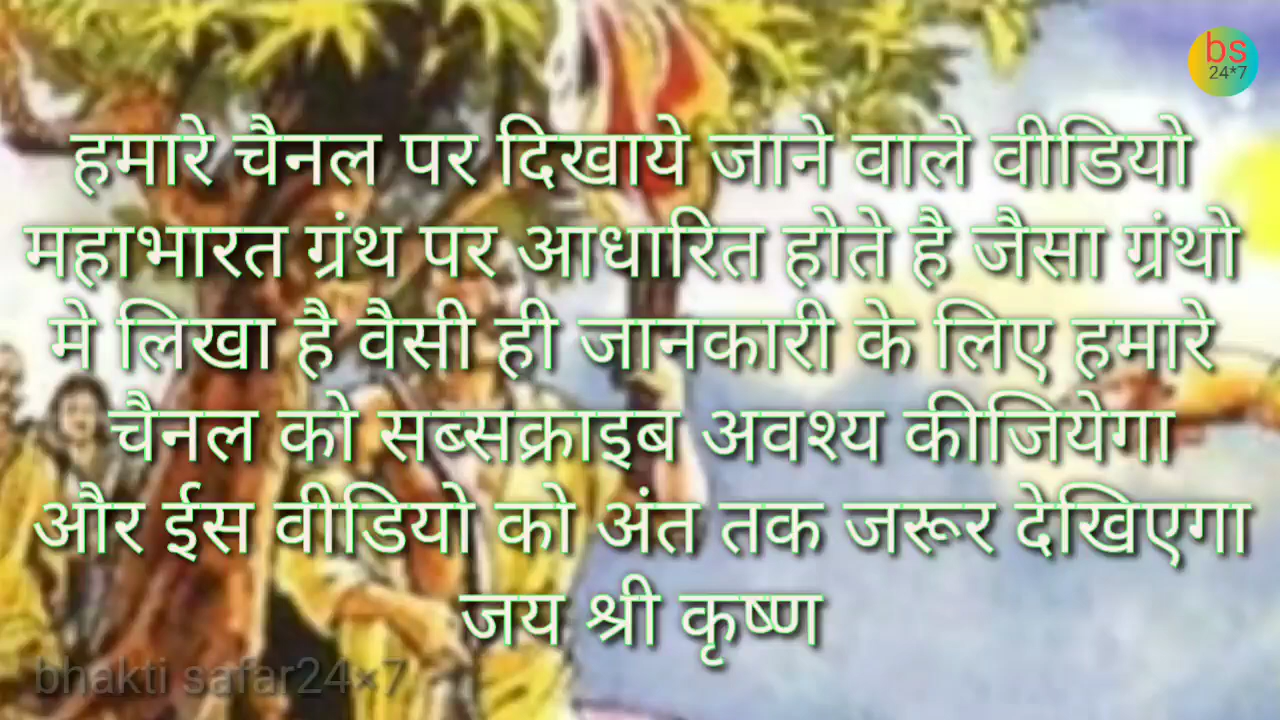 bs
24*7
हमारे चैनल पर दिखाये जाने वाले वीडियो
महाभारत ग्रंथ पर आधारित होते है जैसा ग्रंथो
मे लिखा है वैसी ही जानकारी के लिए हमारे
चैनल को सब्सक्राइब अवश्य कीजियेगा
और ईस वीडियो को अंत तक जरूर देखिएगा
जय श्री कृष्ण
bhakti safar24×7